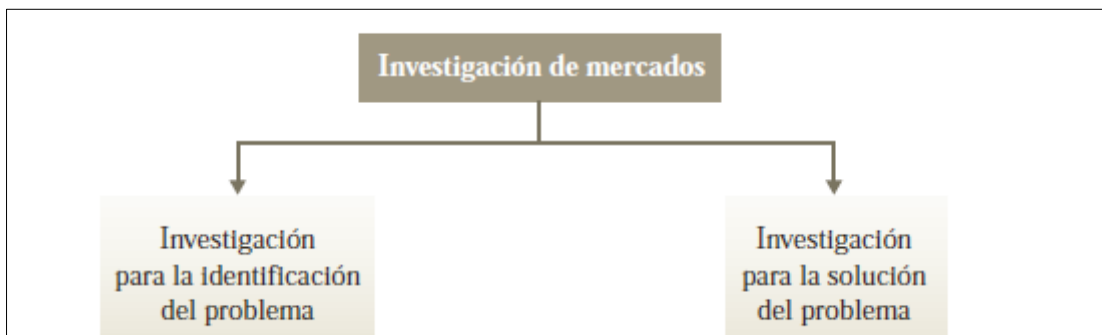 Investigación de mercados
Investigación
para la identificación
del problema
Investigación
para la solución
del problema